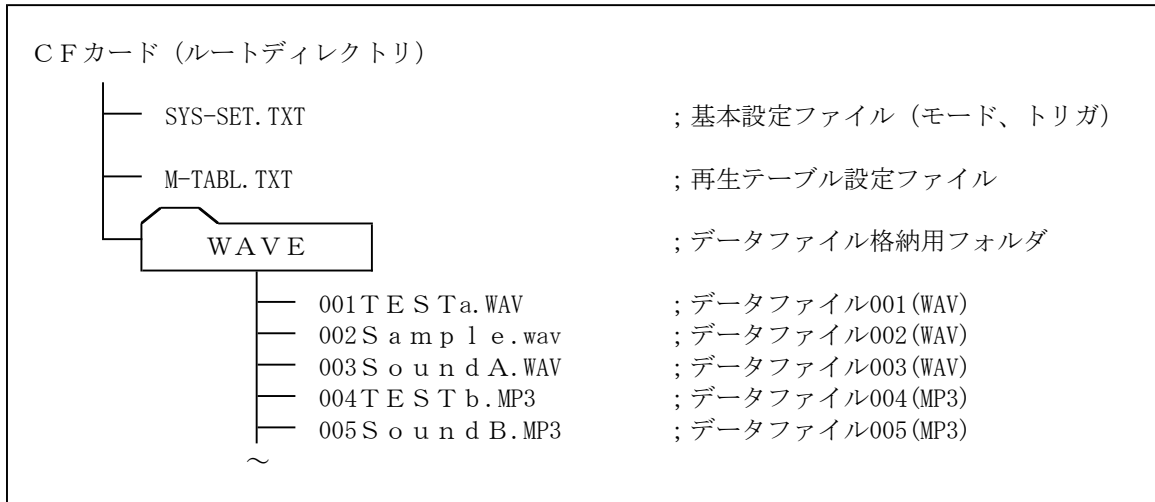 ＣＦカード（ルートディレクトリ）
SYS-SET.TXT ;基本設定ファイル（モード、トリガ）
M-TABL.TXT ;再生テーブル設定ファイル
ＷＡＶＥ ;データファイル格納用フォルダ
001ＴＥＳＴa.WAV ;データファイル001(WAV)
002Ｓａｍｐｌｅ.wav ;データファイル002(WAV)
003ＳｏｕｎｄＡ.WAV ;データファイル003(WAV)
004ＴＥＳＴb.MP3 ;データファイル004(MP3)
005ＳｏｕｎｄＢ.MP3 ;データファイル005(MP3)
～